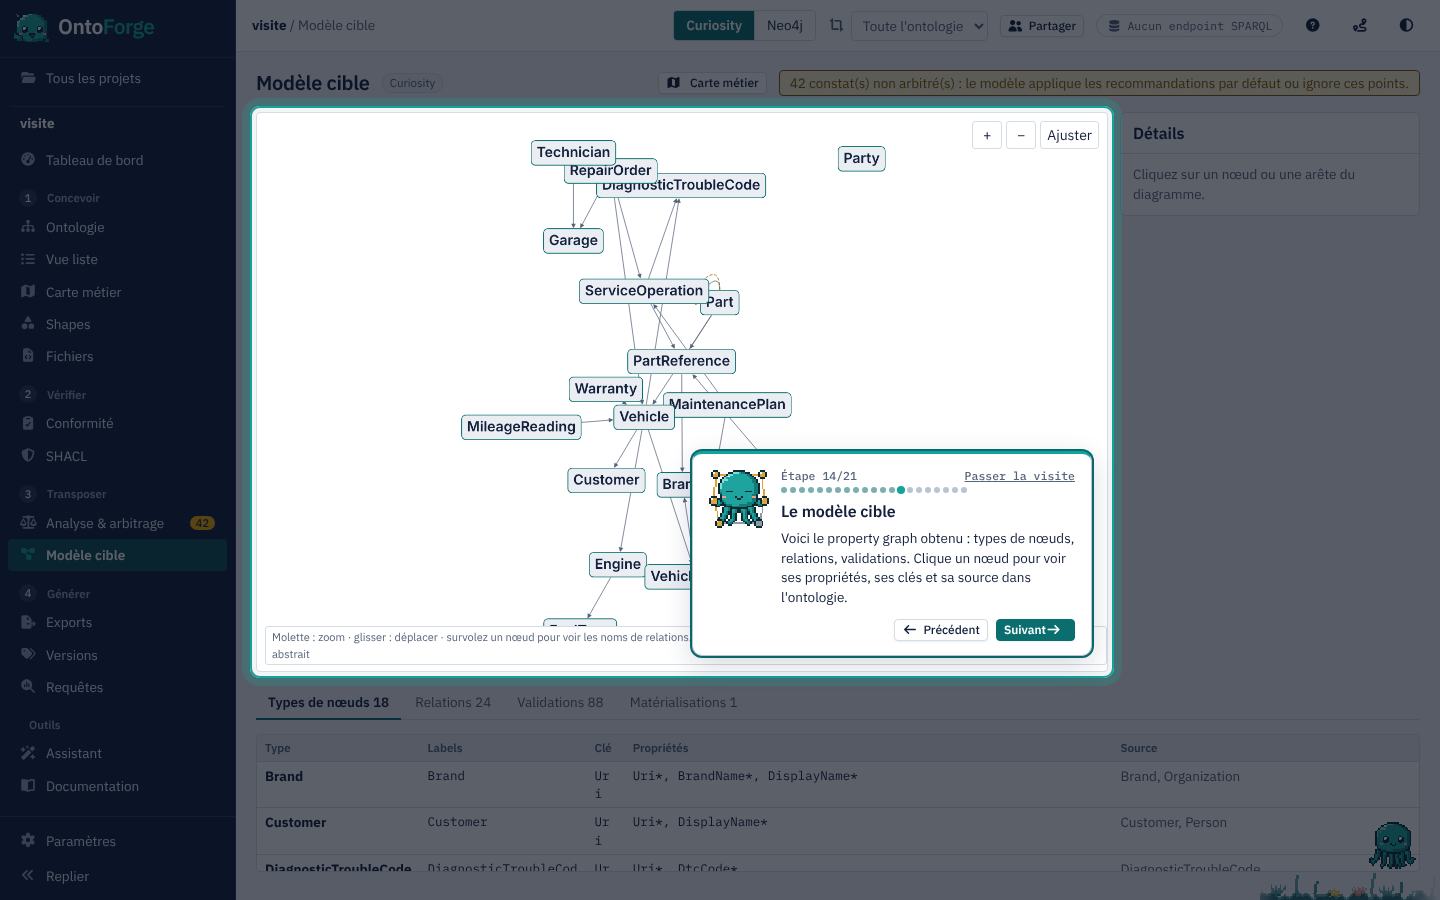 OntoForge
Tous les projets
visite
Tableau de bord
1 Concevoir
Ontologie
Vue liste
Carte métier
Shapes
Fichiers
2 Vérifier
Conformité
SHACL
3 Transposer
Analyse & arbitrage 42
Modèle cible
4 Générer
Exports
Versions
Requêtes
Outils
Assistant
Documentation
Paramètres
Replier
visite / Modèle cible
Curiosity Neo4j
Toute l'ontologie
Partager
Aucun endpoint SPARQL
Modèle cible Curiosity
Carte métier
42 constat(s) non arbitré(s) : le modèle applique les recommandations par défaut ou ignore ces points.
+ − Ajuster
Technician
RepairOrder
DiagnosticTroubleCode
Party
Garage
ServiceOperation
Part
PartReference
Warranty
MaintenancePlan
Vehicle
MileageReading
Customer
Engine
Molette : zoom · glisser : déplacer · survolez un nœud pour voir les noms de relations
abstrait
Détails
Cliquez sur un nœud ou une arête du
diagramme.
Étape 14/21 Passer la visite
Le modèle cible
Voici le property graph obtenu : types de nœuds,
relations, validations. Clique un nœud pour voir
ses propriétés, ses clés et sa source dans
l'ontologie.
← Précédent
Suivant→
Types de nœuds 18 Relations 24 Validations 88 Matérialisations 1
Type Labels Clé Propriétés Source
Brand Brand Uri Uri*, BrandName*, DisplayName* Brand, Organization
Customer Customer Uri Uri*, DisplayName* Customer, Person
DiagnosticTroubleCode DiagnosticTroubleCod Ur Uri*, DtcCode* DiagnosticTroubleCode